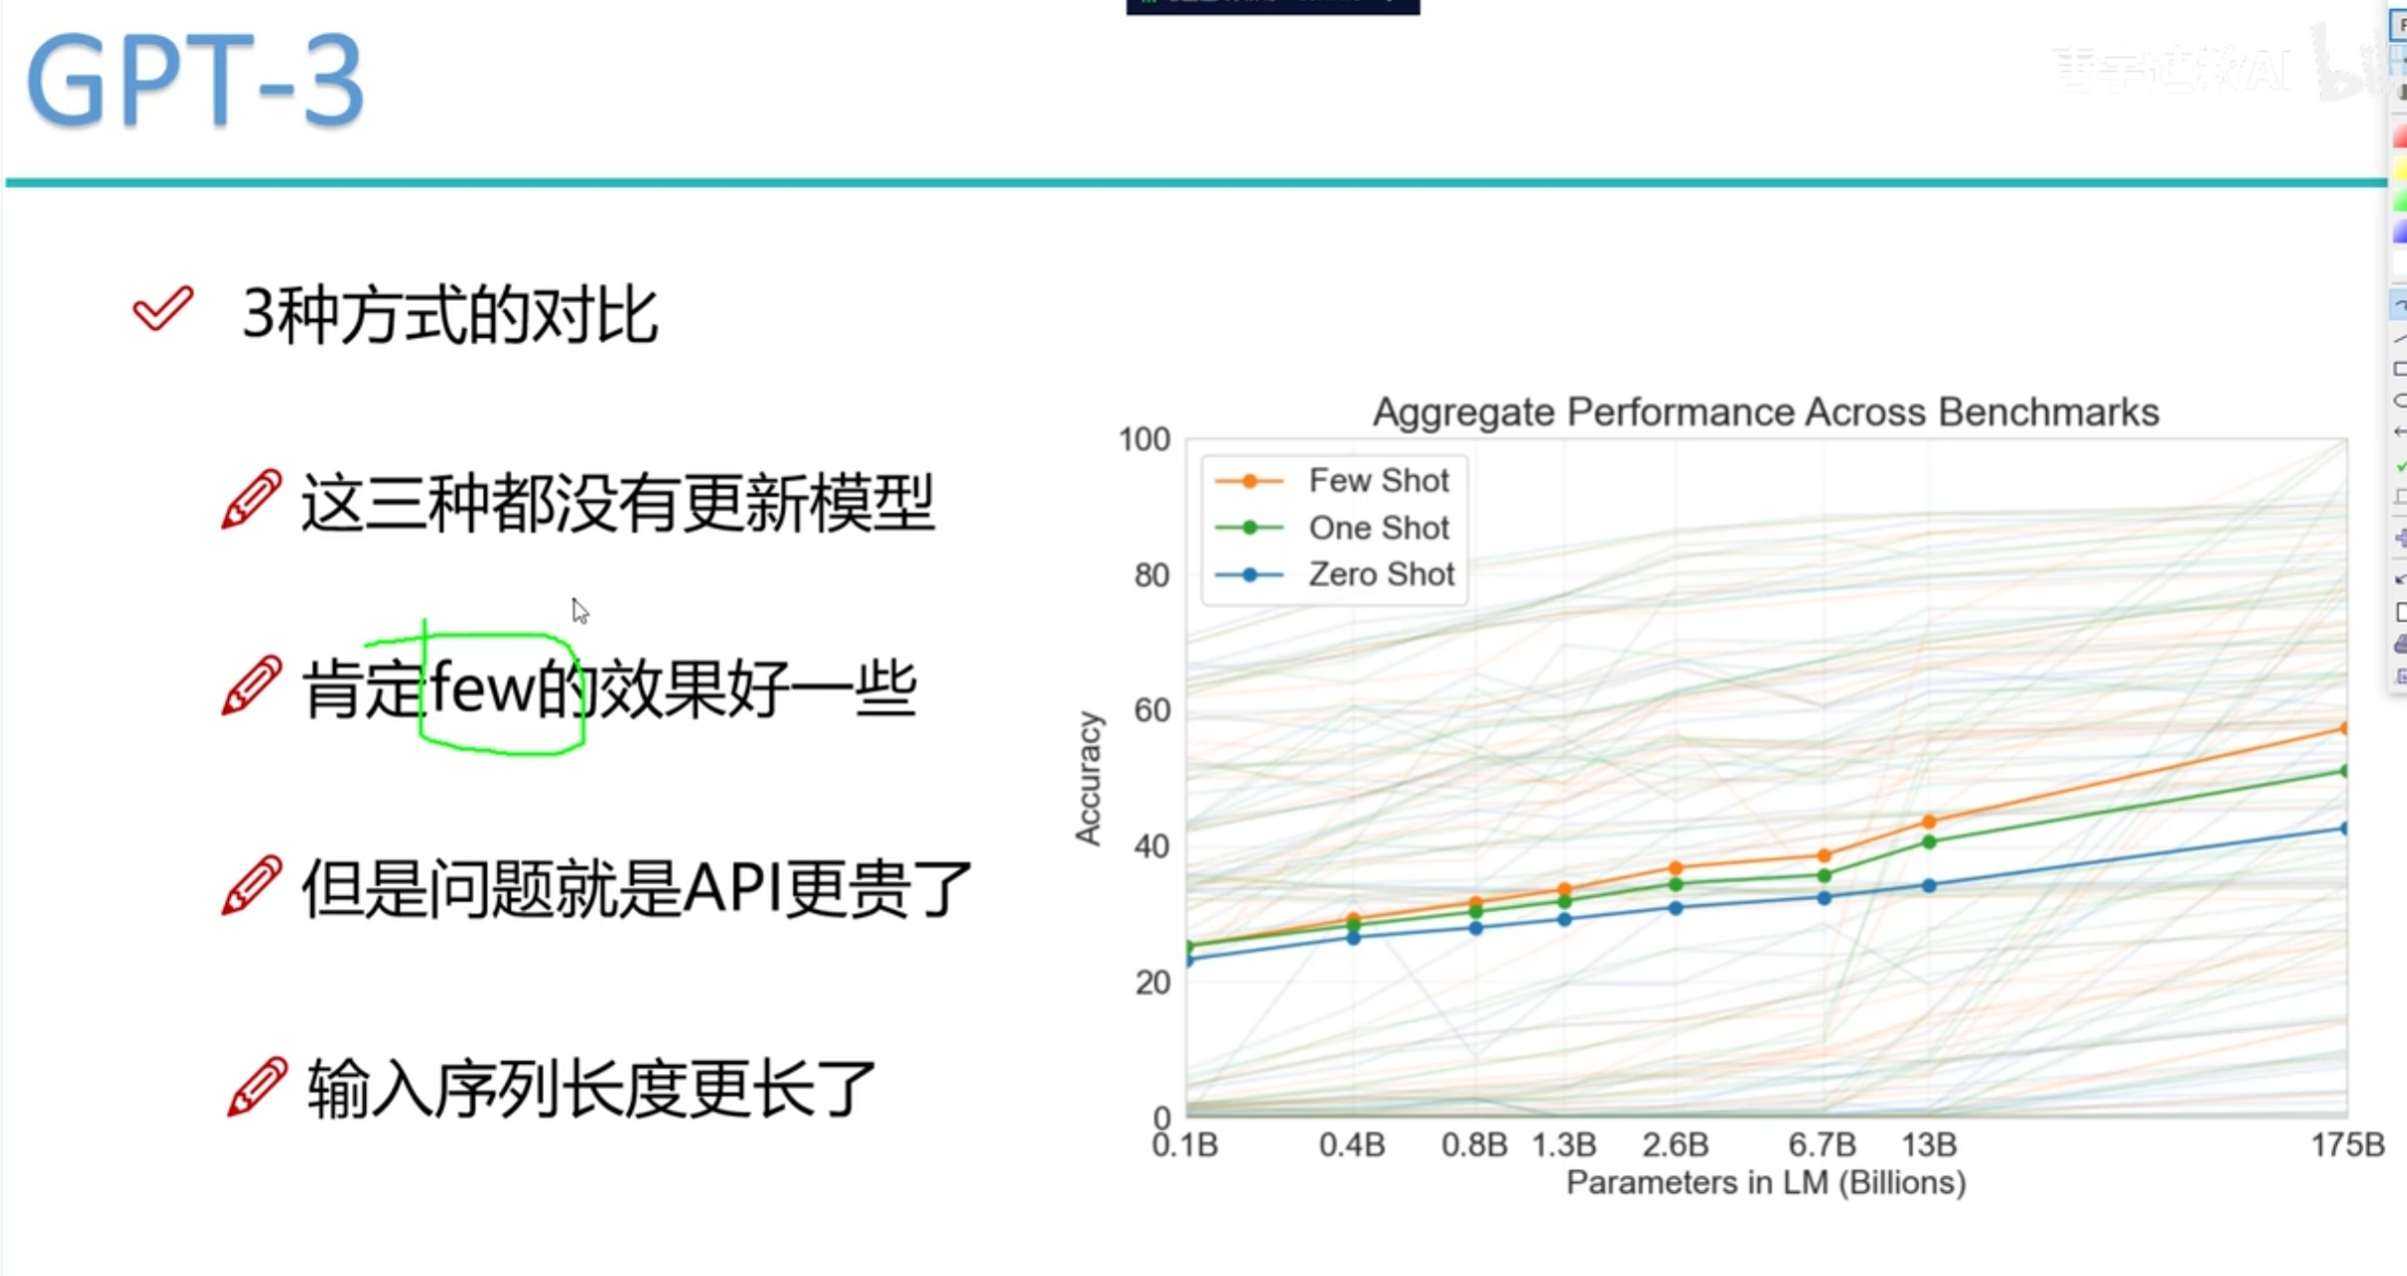 GPT-3
3种方式的对比
这三种都没有更新模型
肯定few的效果好一些
但是问题就是API更贵了
输入序列长度更长了
Aggregate Performance Across Benchmarks
Few Shot
One Shot
Zero Shot
Accuracy
100
80
60
40
20
0
0.1B 0.4B 0.8B 1.3B 2.6B 6.7B 13B 175B
Parameters in LM (Billions)